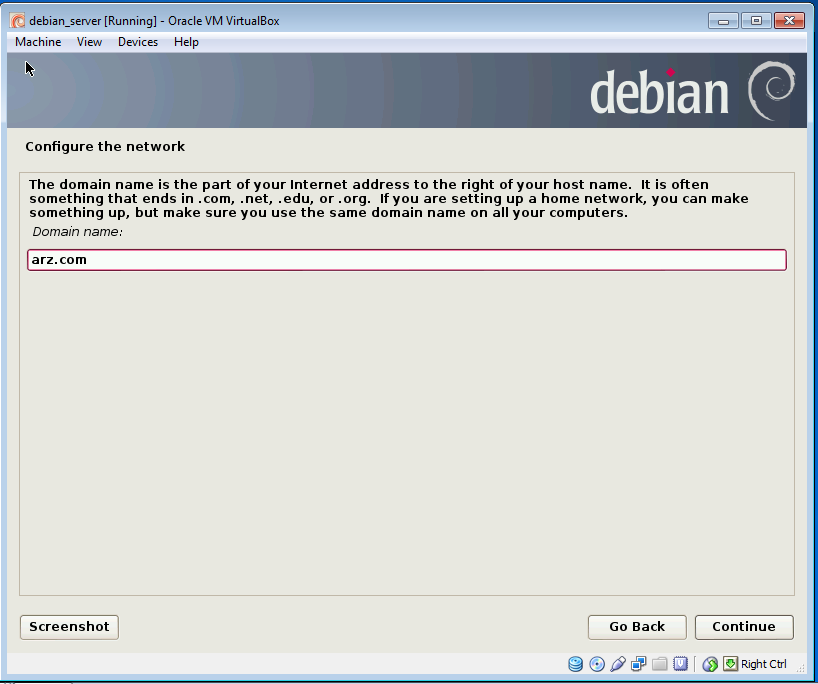 debian_server [Running] - Oracle VM VirtualBox
Machine View Devices Help
debian
Configure the network
The domain name is the part of your Internet address to the right of your host name. It is often
something that ends in .com, .net, .edu, or .org. If you are setting up a home network, you can make
something up, but make sure you use the same domain name on all your computers.
Domain name:
arz.com
Screenshot Go Back Continue
Right Ctrl